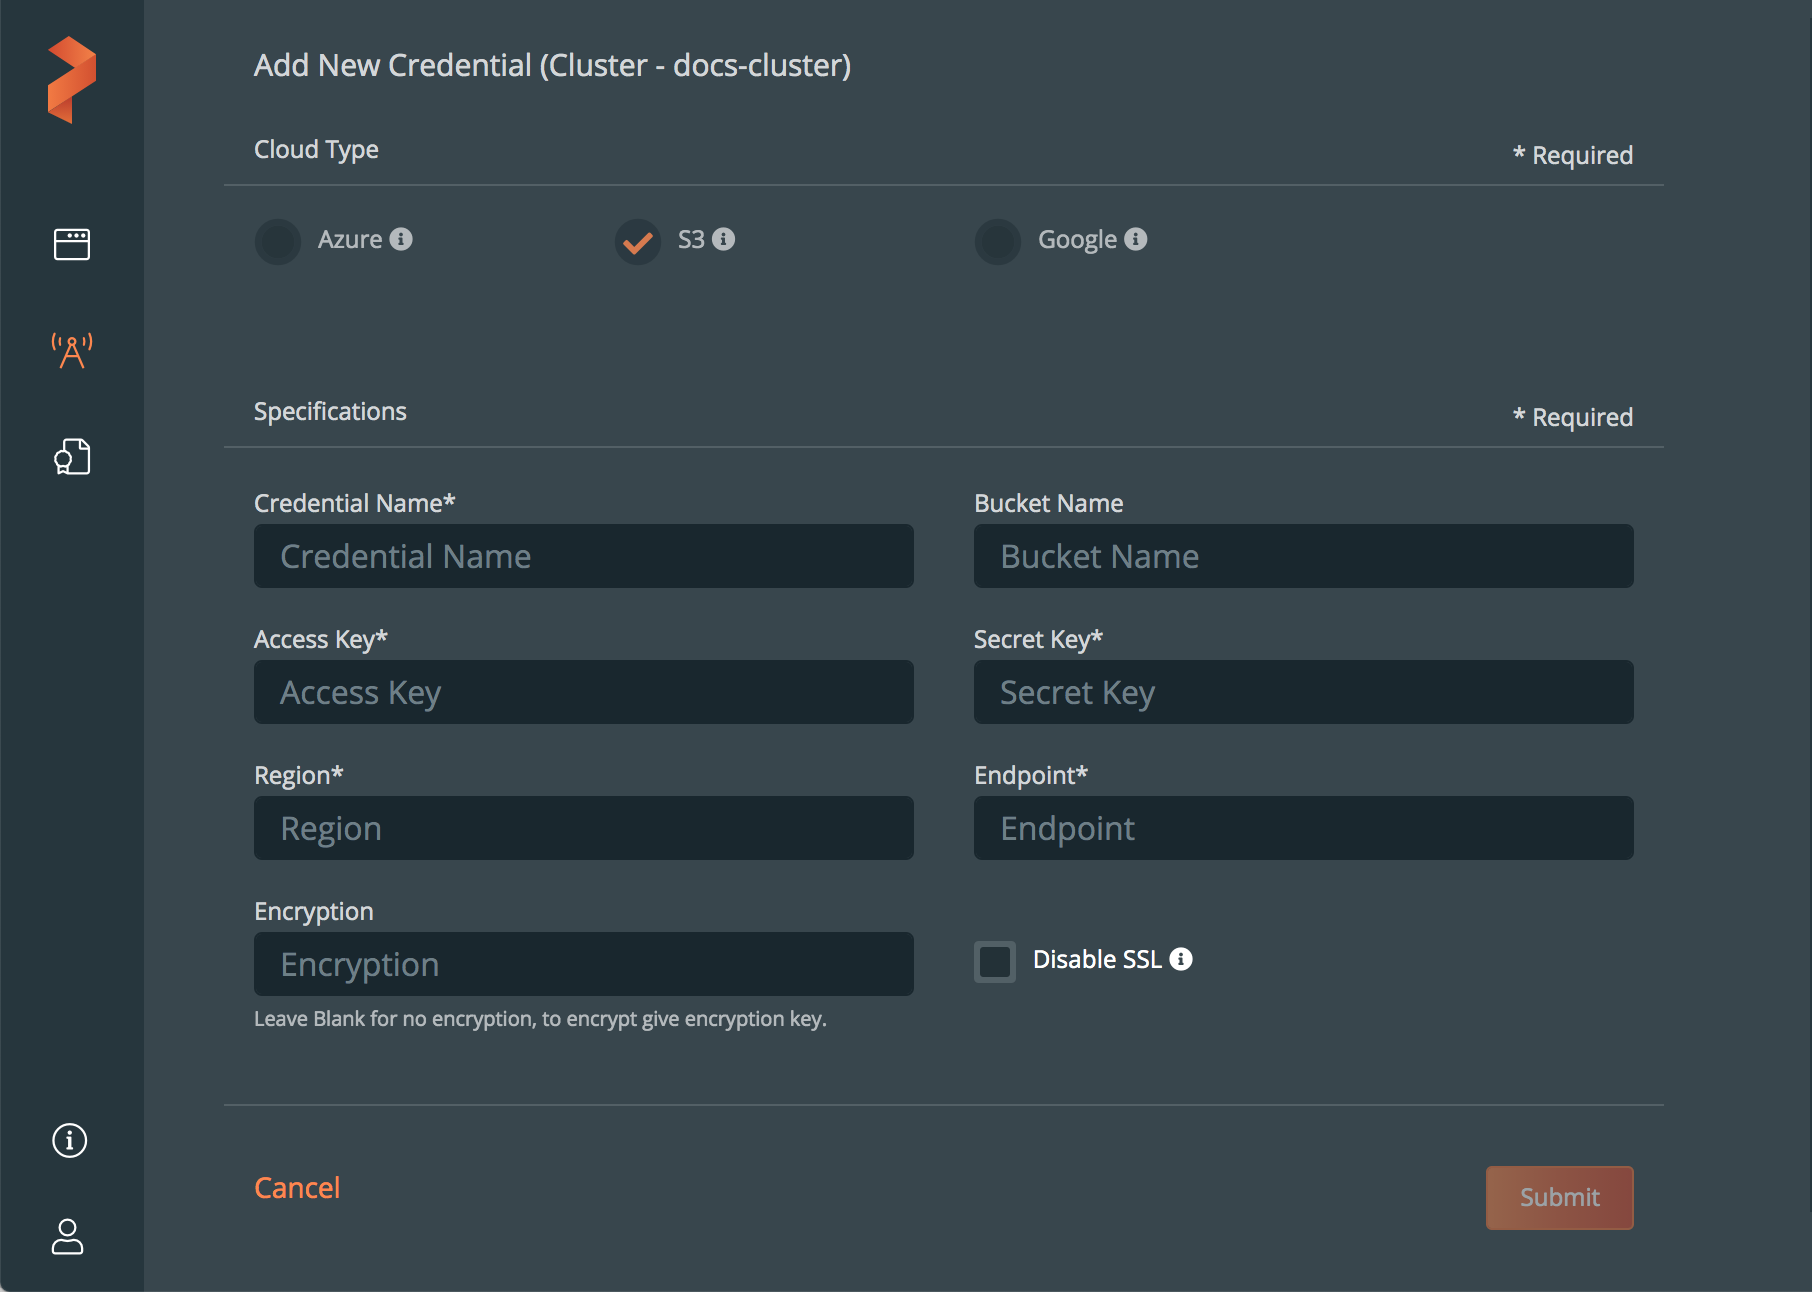 Add New Credential (Cluster - docs-cluster)
Cloud Type
* Required
Azure
S3
Google
Specifications
* Required
Credential Name*
Bucket Name
Credential Name
Bucket Name
Access Key*
Secret Key*
Access Key
Secret Key
Region*
Endpoint*
Region
Endpoint
Encryption
Encryption
Disable SSL
Leave Blank for no encryption, to encrypt give encryption key.
Cancel
Submit